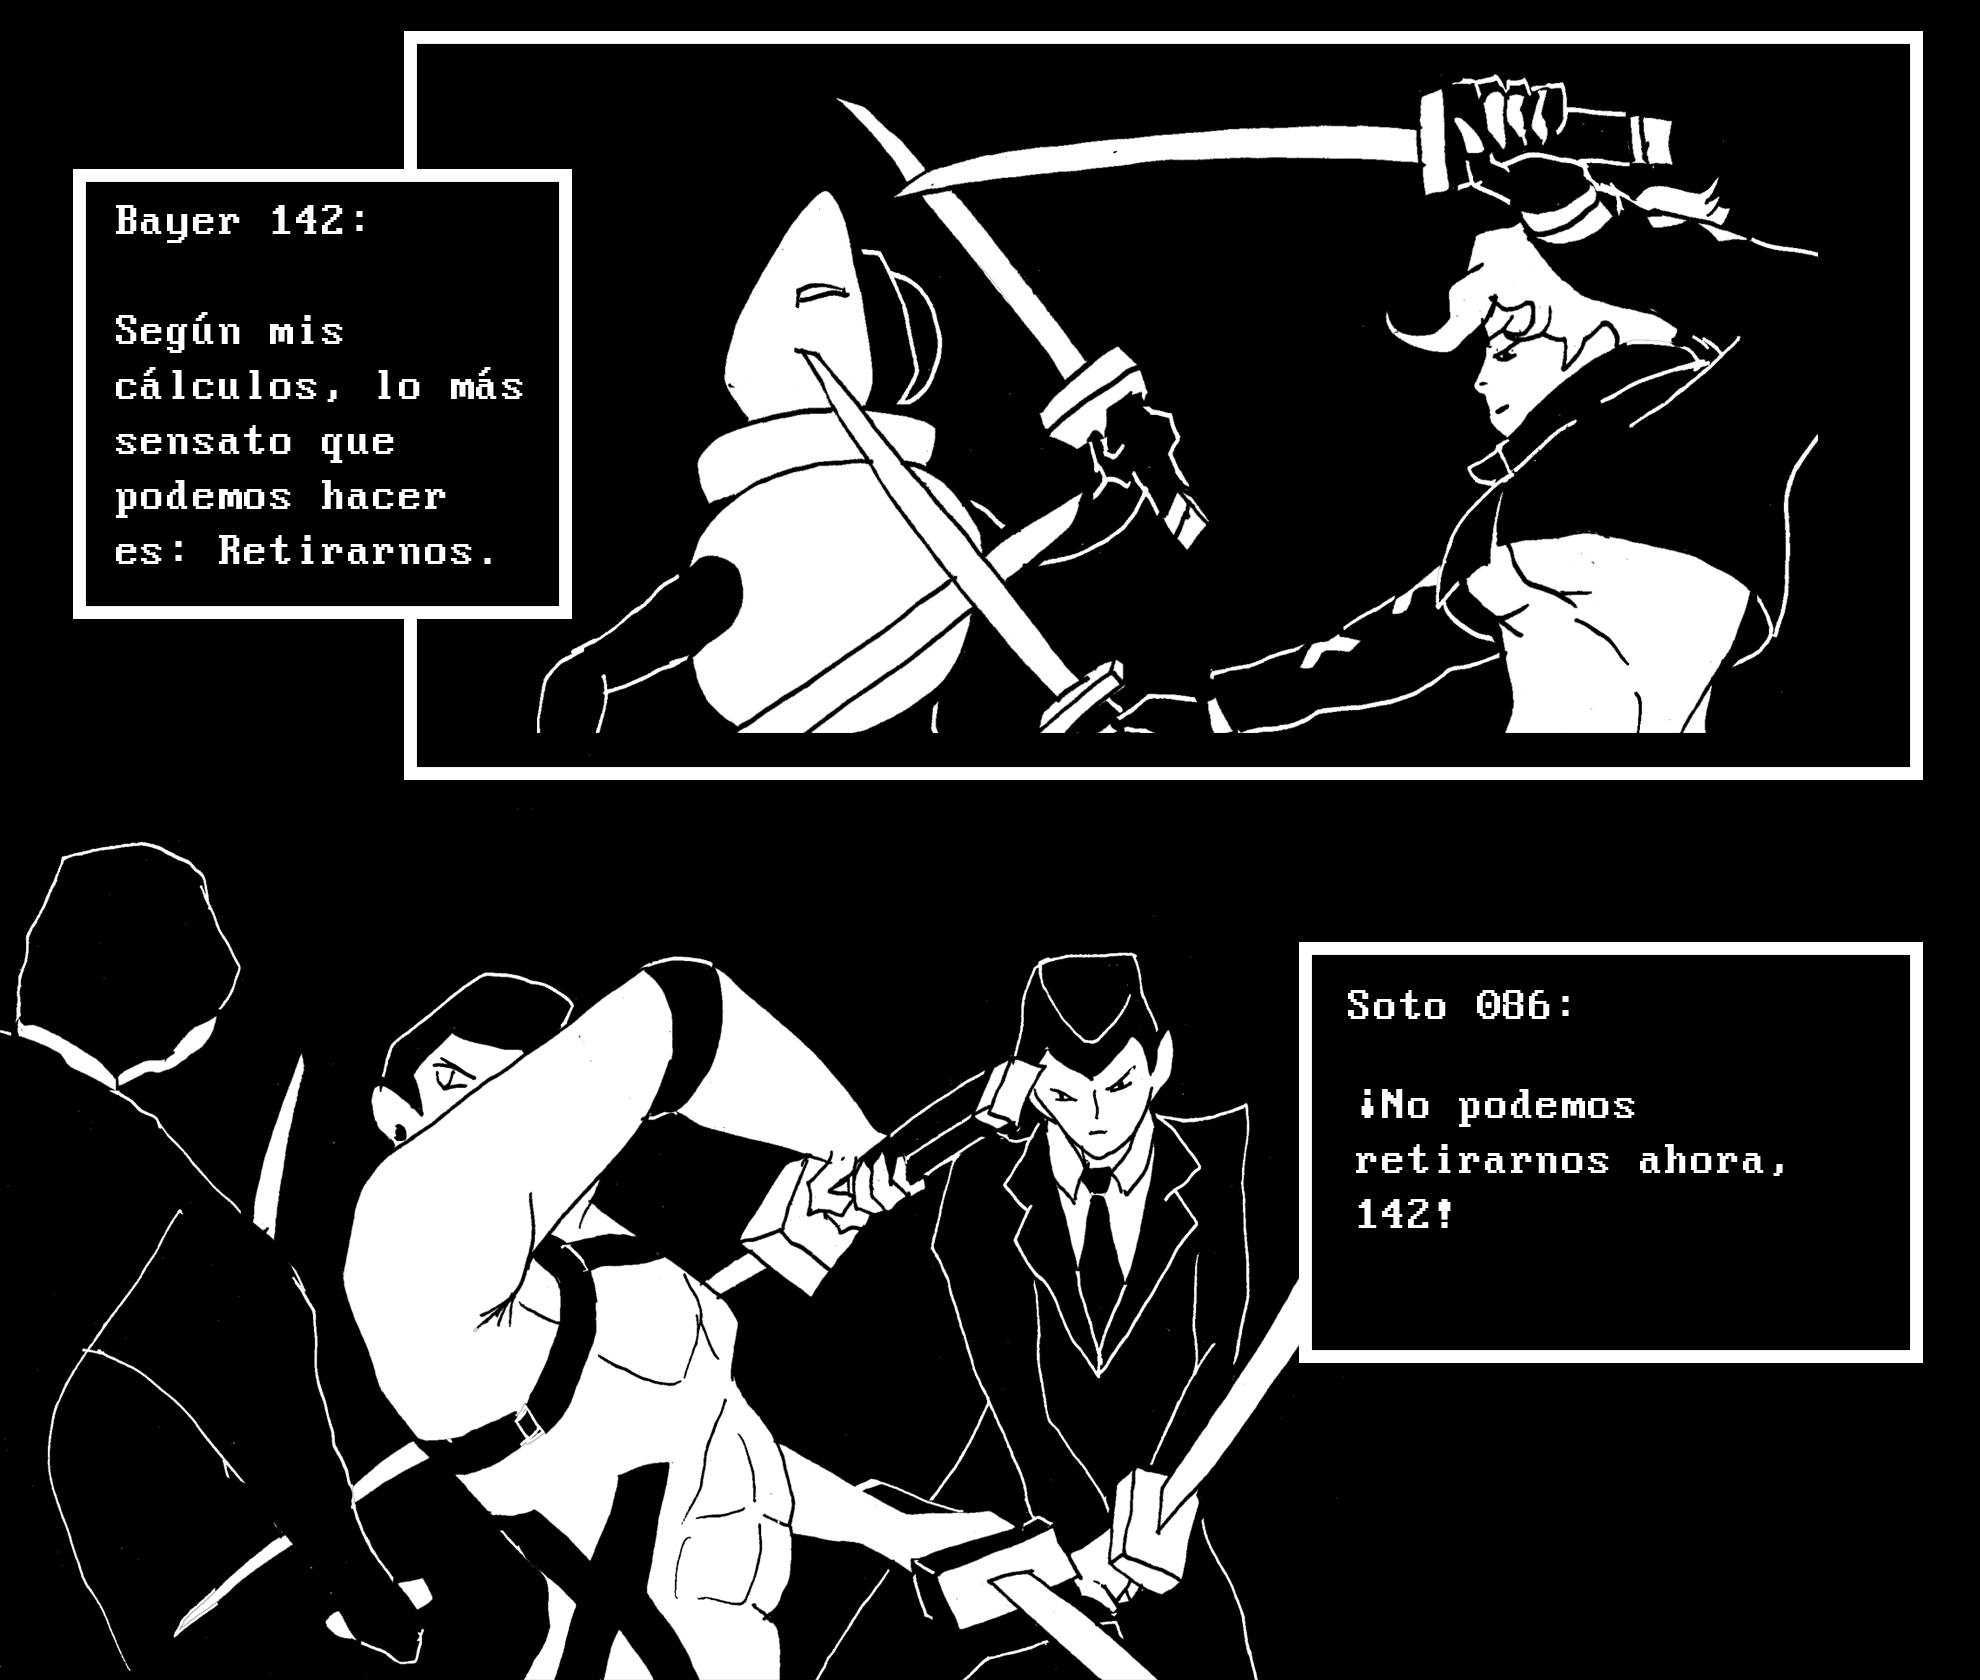 Bayer 142:
Según mis
cálculos, lo más
sensato que
podemos hacer
es: Retirarnos.
Soto 086:
¡No podemos
retirarnos ahora,
142!